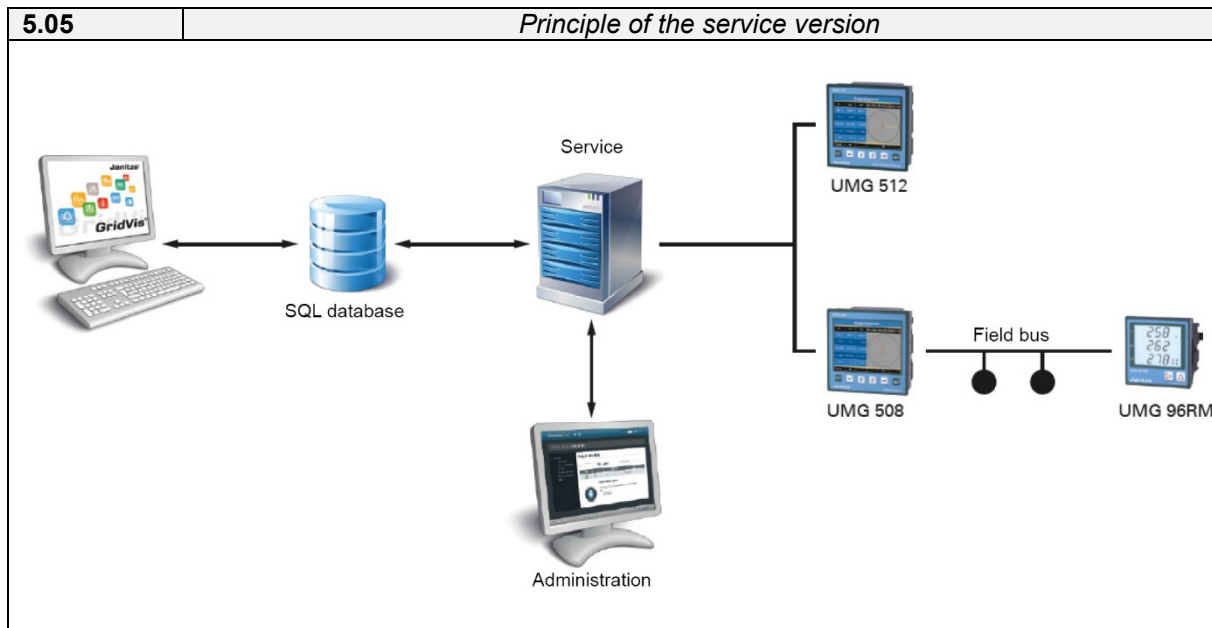 5.05
Principle of the service version
Janitza
GridVis
SQL database
Service
Administration
UMG 512
UMG 508
Field bus
258
262
278
UMG 96RM